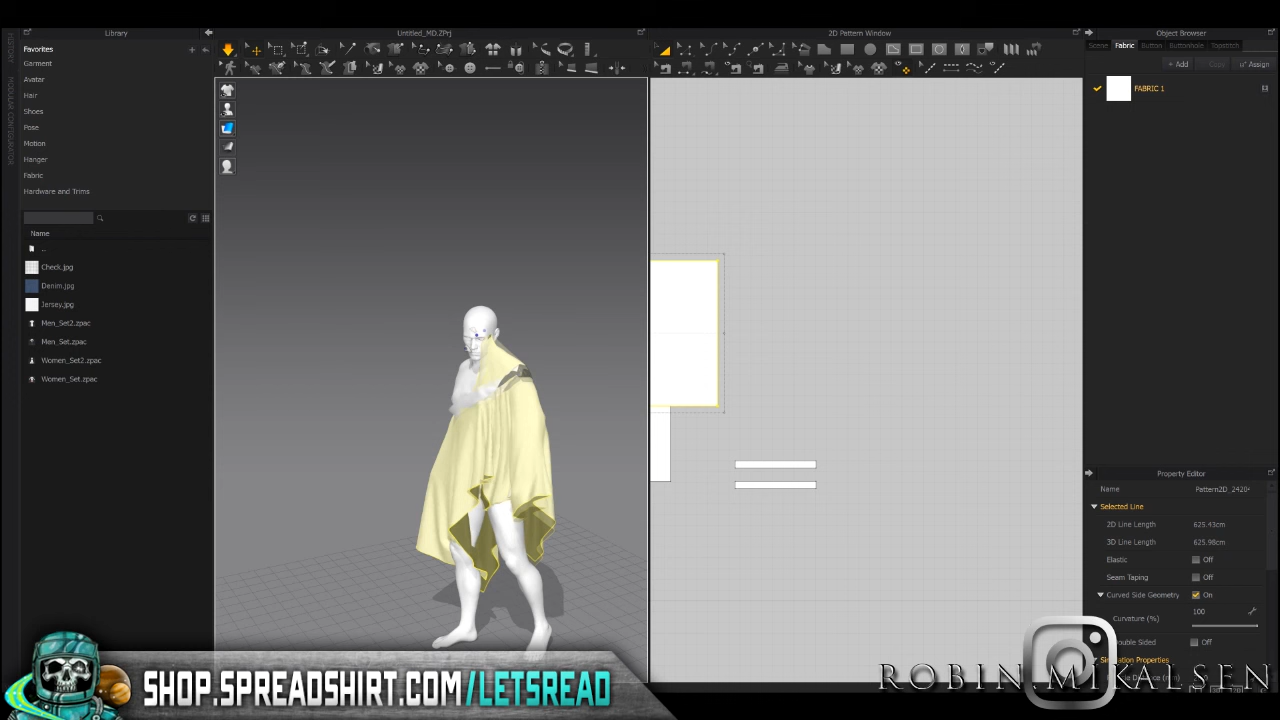 Library
Untitled_MD.ZPrj
2D Pattern Window
Object Browser
HISTORY
MODULAR CONFIGURATOR
Favorites
Garment
Avatar
Hair
Shoes
Pose
Motion
Hanger
Fabric
Hardware and Trims
Name
..
Check.jpg
Denim.jpg
Jersey.jpg
Men_Set2.zpac
Men_Set.zpac
Women_Set2.zpac
Women_Set.zpac
Scene Fabric Button Buttonhole Topstitch
+ Add Copy Assign
FABRIC 1
Property Editor
Name Pattern2D_2420
Selected Line
2D Line Length 625.43cm
3D Line Length 625.98cm
Elastic Off
Seam Taping Off
Curved Side Geometry On
Curvature (%) 100
Double Sided Off
Simulation Properties
SHOP.SPREADSHIRT.COM/LETSREAD
ROBIN.MIKALSEN